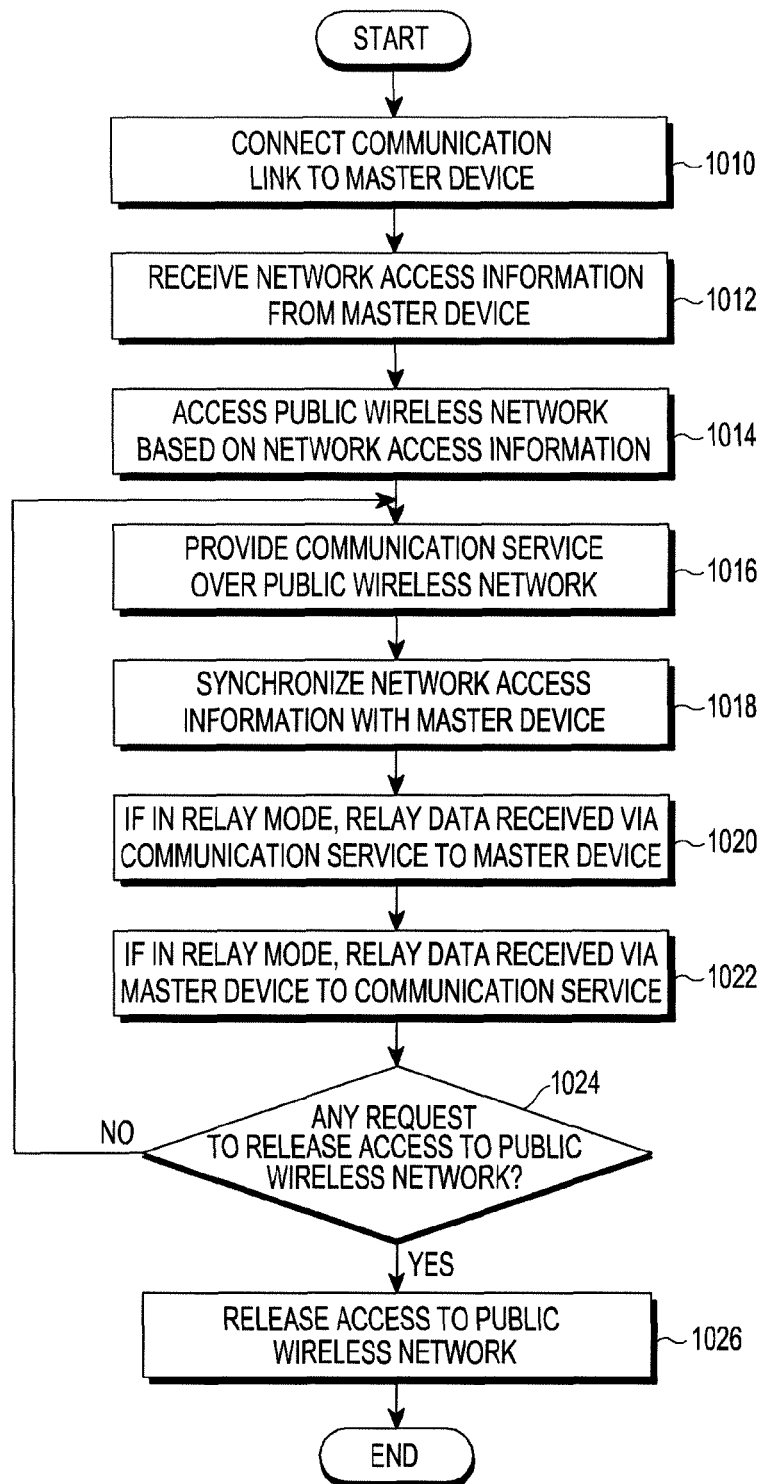 START
CONNECT COMMUNICATION
LINK TO MASTER DEVICE
1010
RECEIVE NETWORK ACCESS INFORMATION
FROM MASTER DEVICE
1012
ACCESS PUBLIC WIRELESS NETWORK
BASED ON NETWORK ACCESS INFORMATION
1014
PROVIDE COMMUNICATION SERVICE
OVER PUBLIC WIRELESS NETWORK
1016
SYNCHRONIZE NETWORK ACCESS
INFORMATION WITH MASTER DEVICE
1018
IF IN RELAY MODE, RELAY DATA RECEIVED VIA
COMMUNICATION SERVICE TO MASTER DEVICE
1020
IF IN RELAY MODE, RELAY DATA RECEIVED VIA
MASTER DEVICE TO COMMUNICATION SERVICE
1022
1024
ANY REQUEST
TO RELEASE ACCESS TO PUBLIC
WIRELESS NETWORK?
NO
YES
RELEASE ACCESS TO PUBLIC
WIRELESS NETWORK
1026
END